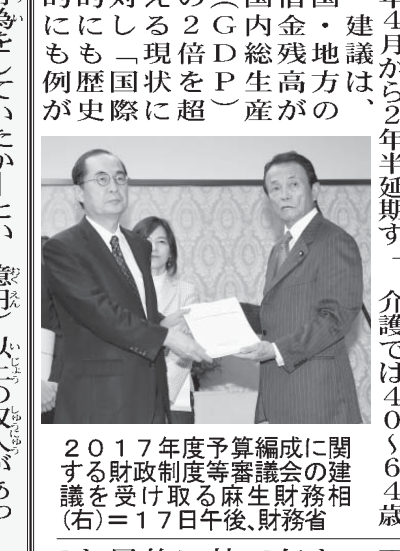 年４月から２年半延期す
介護では４０～６４歳
建議は、
国・地方の
借金残高が
国内総生産
（ＧＤＰ）
の２倍を超
える現状に
対し「国際
的にも歴史
的にも例が
２０１７年度予算編成に関
する財政制度等審議会の建
議を受け取る麻生財務相
（右）＝１７日午後、財務省